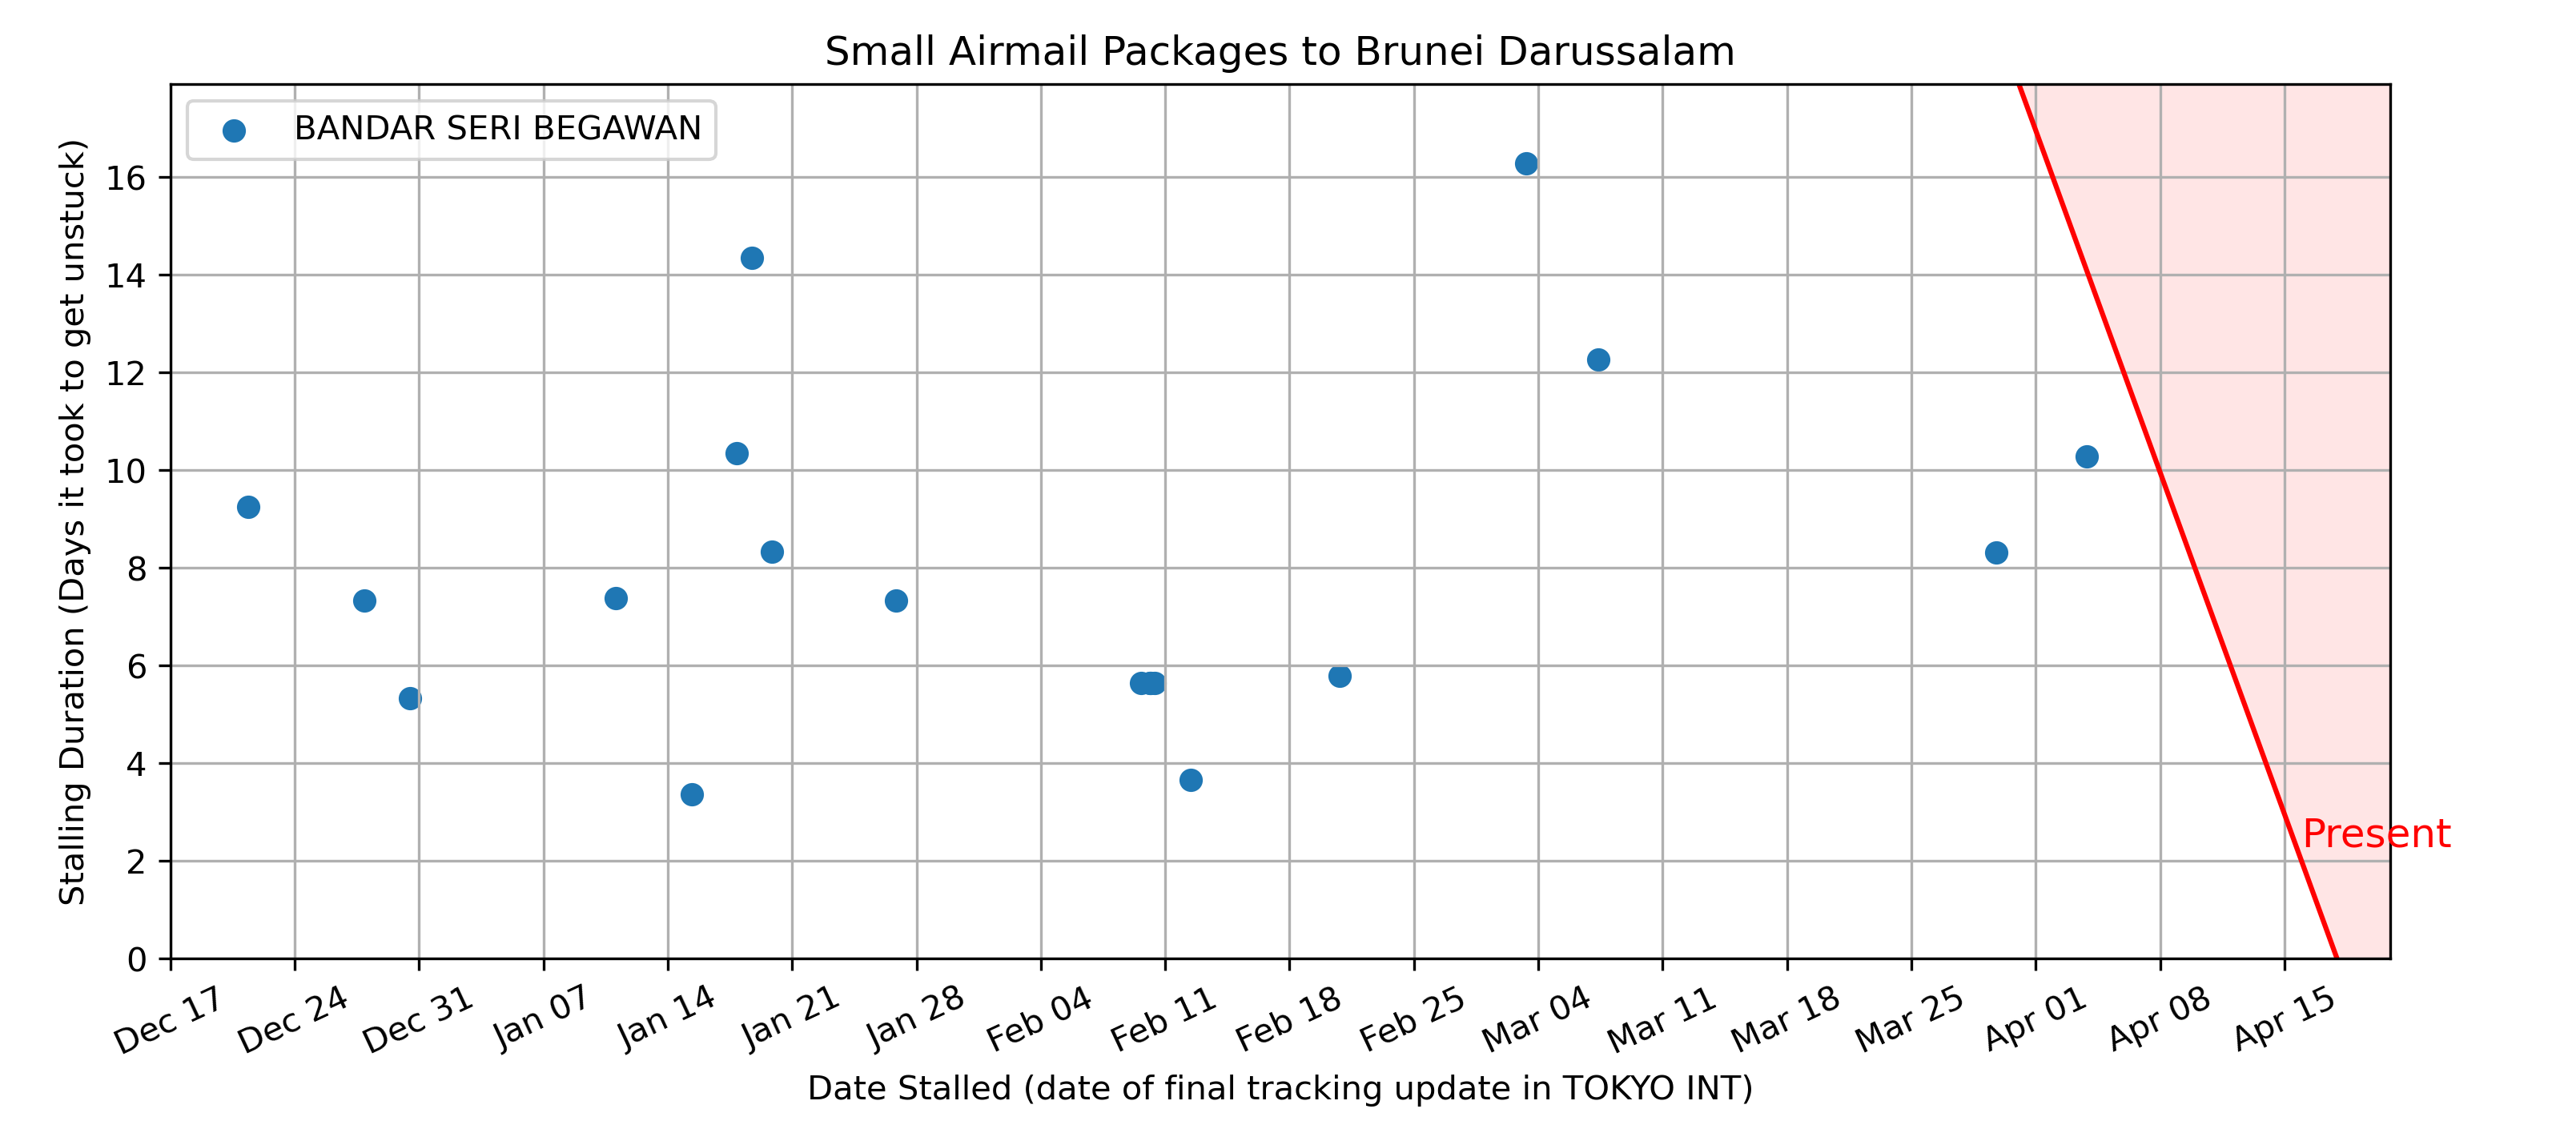 Small Airmail Packages to Brunei Darussalam
BANDAR SERI BEGAWAN
Stalling Duration (Days it took to get unstuck)
16
14
12
10
8
6
4
2
0
Present
Dec 17
Dec 24
Dec 31
Jan 07
Jan 14
Jan 21
Jan 28
Feb 04
Feb 11
Feb 18
Feb 25
Mar 04
Mar 11
Mar 18
Mar 25
Apr 01
Apr 08
Apr 15
Date Stalled (date of final tracking update in TOKYO INT)